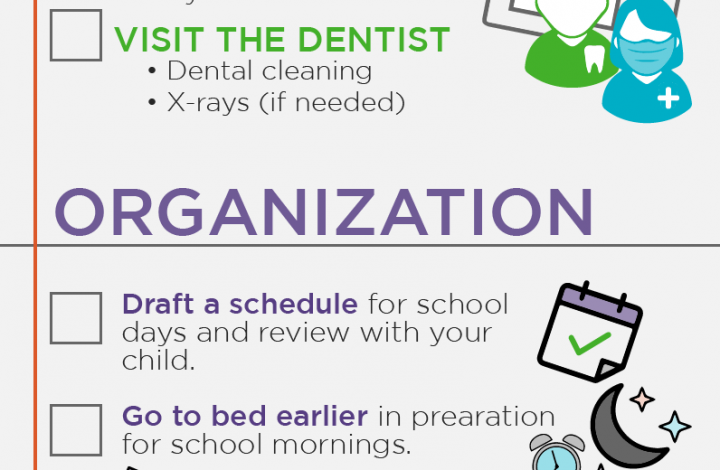 VISIT THE DENTIST
• Dental cleaning
• X-rays (if needed)
ORGANIZATION
Draft a schedule for school
days and review with your
child.
Go to bed earlier in prearation
for school mornings.